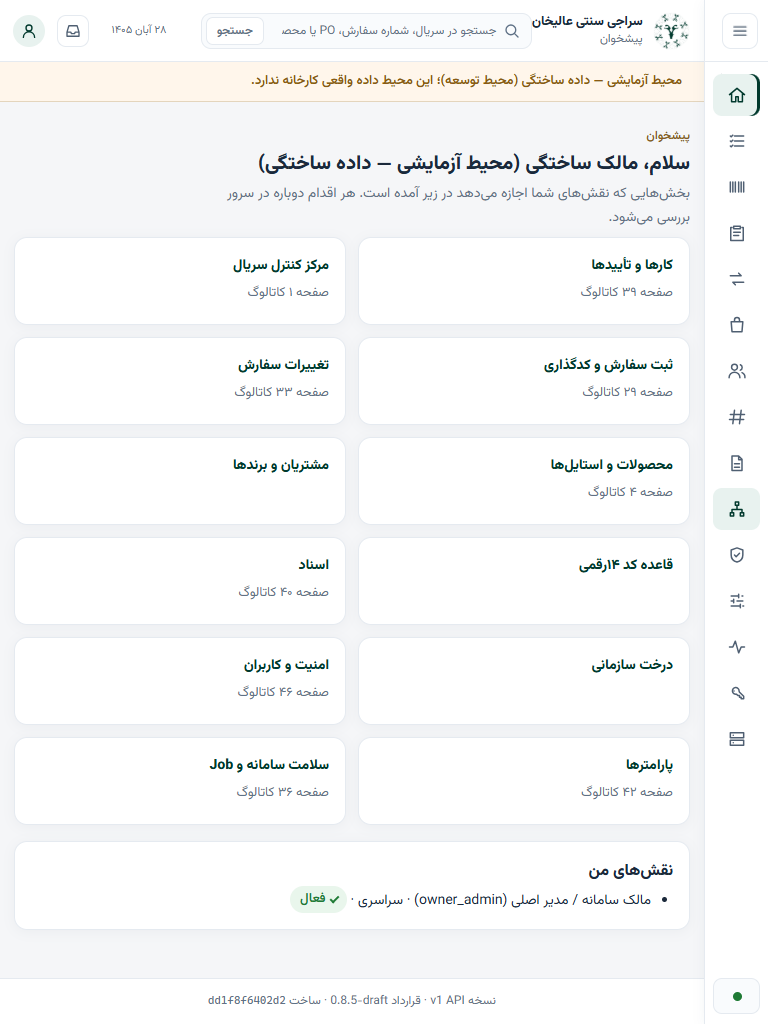 سراجی سنتی عالیخان
پیشخوان
جستجو در سریال، شماره سفارش، PO یا محص
جستجو
۲۸ آبان ۱۴۰۵
محیط آزمایشی — داده ساختگی (محیط توسعه)؛ این محیط داده واقعی کارخانه ندارد.
پیشخوان
سلام، مالک ساختگی (محیط آزمایشی — داده ساختگی)
بخش‌هایی که نقش‌های شما اجازه می‌دهد در زیر آمده است. هر اقدام دوباره در سرور
بررسی می‌شود.
کارها و تأییدها
صفحه ۳۹ کاتالوگ
مرکز کنترل سریال
صفحه ۱ کاتالوگ
ثبت سفارش و کدگذاری
صفحه ۲۹ کاتالوگ
تغییرات سفارش
صفحه ۳۳ کاتالوگ
محصولات و استایل‌ها
صفحه ۴ کاتالوگ
مشتریان و برندها
قاعده کد ۱۴رقمی
اسناد
صفحه ۴۰ کاتالوگ
درخت سازمانی
امنیت و کاربران
صفحه ۴۶ کاتالوگ
پارامترها
صفحه ۴۲ کاتالوگ
سلامت سامانه و Job
صفحه ۳۶ کاتالوگ
نقش‌های من
مالک سامانه / مدیر اصلی (owner_admin) · سراسری · فعال
نسخه v1 API · قرارداد 0.8.5-draft · ساخت dd1f8f6402d2